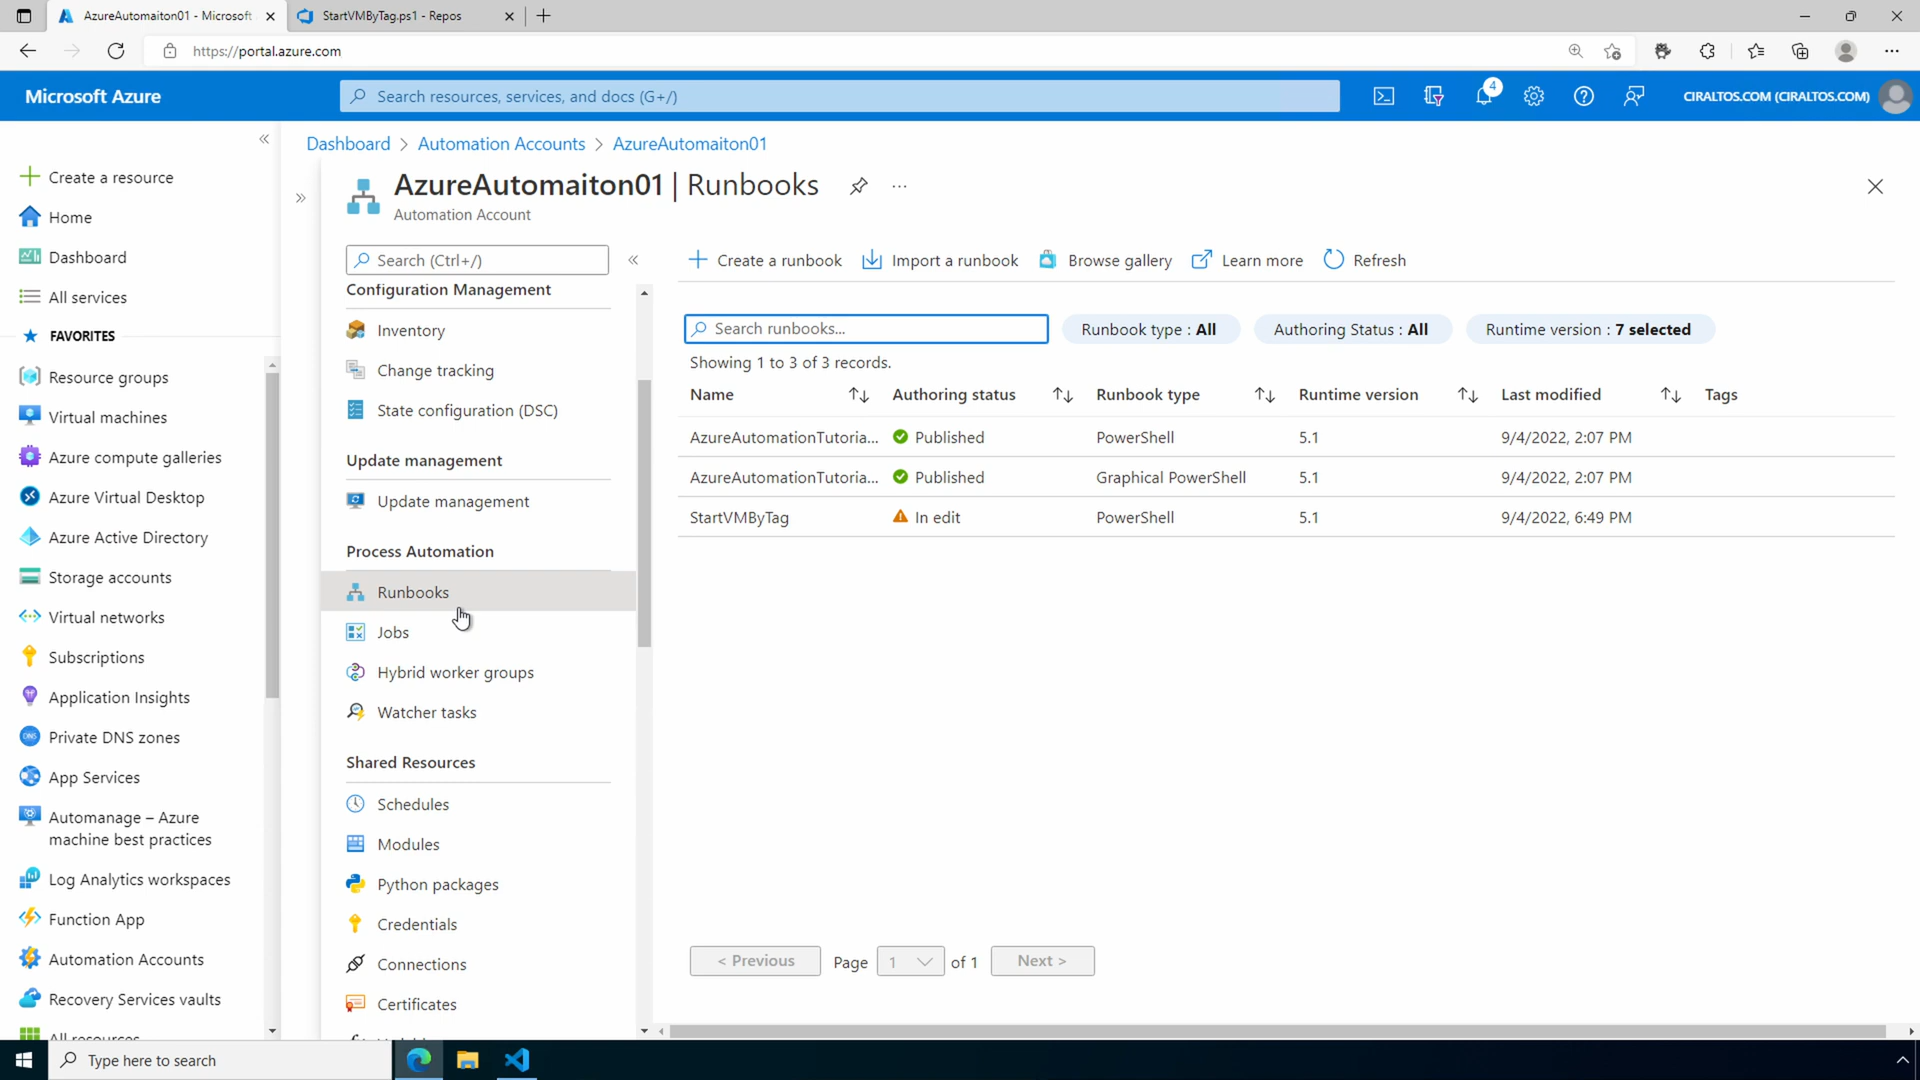 AzureAutomaiton01 - Microsoft
StartVMByTag.ps1 - Repos
https://portal.azure.com
Microsoft Azure
Search resources, services, and docs (G+/)
4
CIRALTOS.COM (CIRALTOS.COM)
Create a resource
Home
Dashboard
All services
FAVORITES
Resource groups
Virtual machines
Azure compute galleries
Azure Virtual Desktop
Azure Active Directory
Storage accounts
Virtual networks
Subscriptions
Application Insights
Private DNS zones
App Services
Automanage – Azure
machine best practices
Log Analytics workspaces
Function App
Automation Accounts
Recovery Services vaults
All resources
Dashboard > Automation Accounts > AzureAutomaiton01
AzureAutomaiton01 | Runbooks
Automation Account
Search (Ctrl+/)
Configuration Management
Inventory
Change tracking
State configuration (DSC)
Update management
Update management
Process Automation
Runbooks
Jobs
Hybrid worker groups
Watcher tasks
Shared Resources
Schedules
Modules
Python packages
Credentials
Connections
Certificates
Create a runbook Import a runbook Browse gallery Learn more Refresh
Search runbooks... Runbook type : All Authoring Status : All Runtime version : 7 selected
Showing 1 to 3 of 3 records.
Name Authoring status Runbook type Runtime version Last modified Tags
AzureAutomationTutoria... Published PowerShell 5.1 9/4/2022, 2:07 PM
AzureAutomationTutoria... Published Graphical PowerShell 5.1 9/4/2022, 2:07 PM
StartVMByTag In edit PowerShell 5.1 9/4/2022, 6:49 PM
< Previous Page 1 of 1 Next >
Type here to search